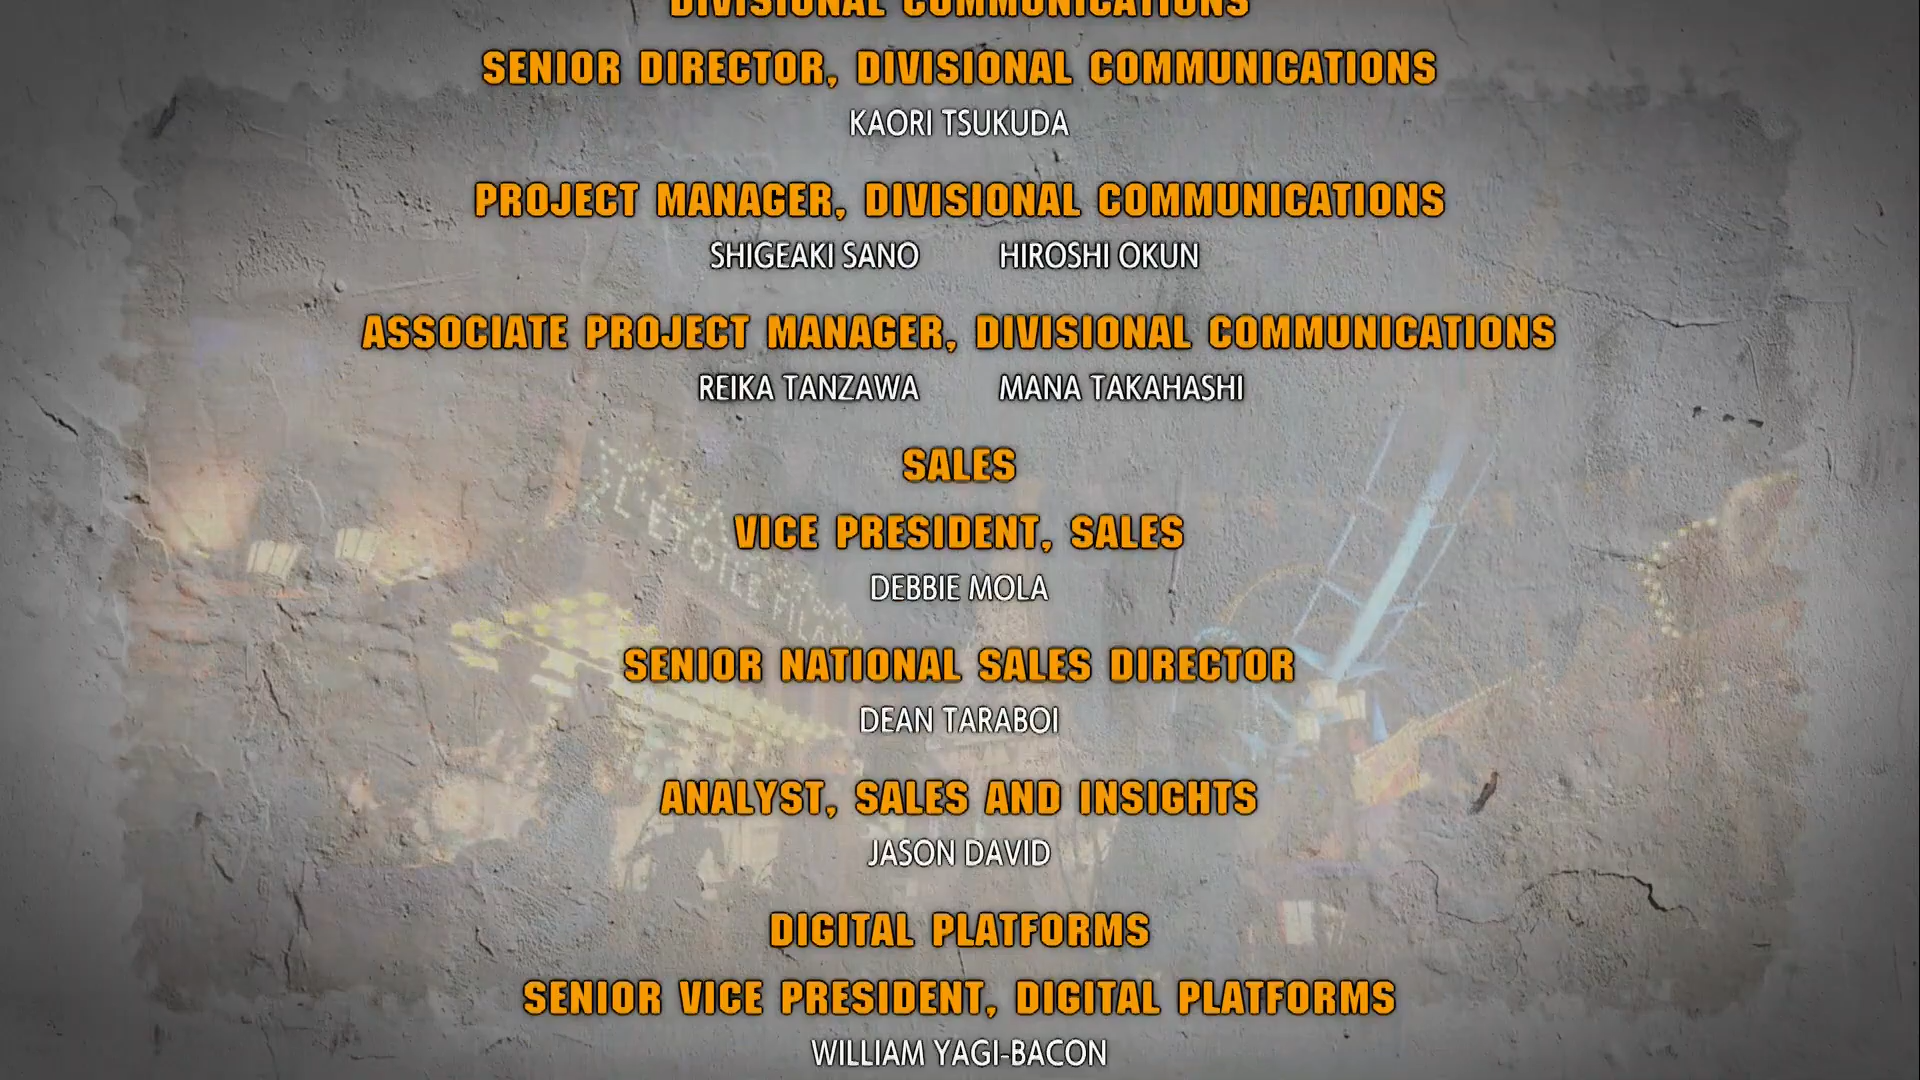 DIVISIONAL COMMUNICATIONS
SENIOR DIRECTOR, DIVISIONAL COMMUNICATIONS
KAORI TSUKUDA
PROJECT MANAGER, DIVISIONAL COMMUNICATIONS
SHIGEAKI SANO HIROSHI OKUN
ASSOCIATE PROJECT MANAGER, DIVISIONAL COMMUNICATIONS
REIKA TANZAWA MANA TAKAHASHI
SALES
VICE PRESIDENT, SALES
DEBBIE MOLA
SENIOR NATIONAL SALES DIRECTOR
DEAN TARABOI
ANALYST, SALES AND INSIGHTS
JASON DAVID
DIGITAL PLATFORMS
SENIOR VICE PRESIDENT, DIGITAL PLATFORMS
WILLIAM YAGI-BACON